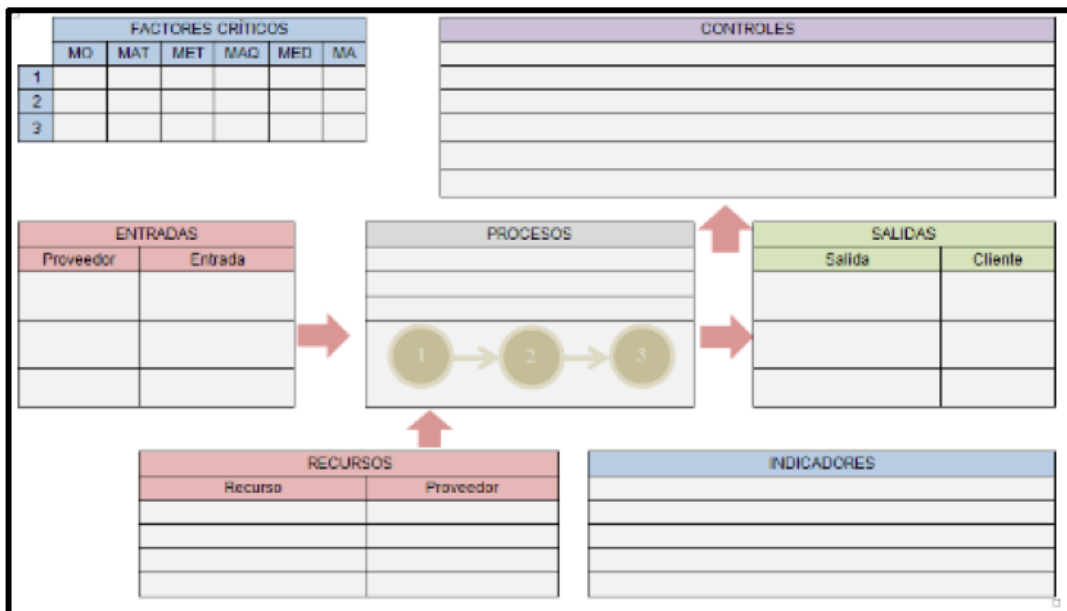 FACTORES CRÍTICOS
MO MAT MET MAQ MED MA
1
2
3
CONTROLES
ENTRADAS
Proveedor Entrada
PROCESOS
1 2 3
SALIDAS
Salida Cliente
RECURSOS
Recurso Proveedor
INDICADORES